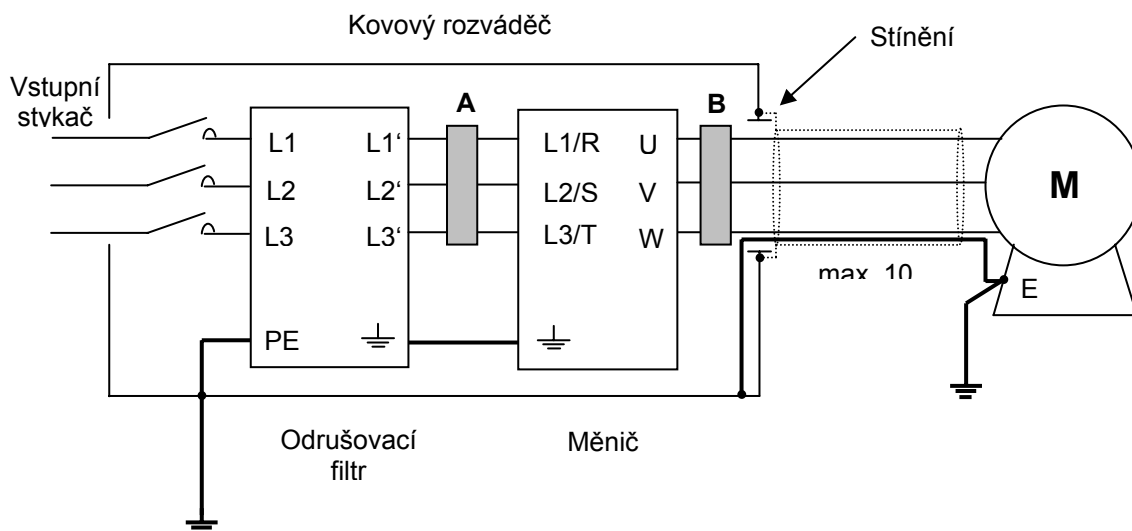 Kovový rozváděč
Stínění
Vstupní
stvkač
A
B
L1 L1‘ L1/R U
L2 L2‘ L2/S V
L3 L3‘ L3/T W
M
max 10
E
PE
Odrušovací
filtr
Měnič